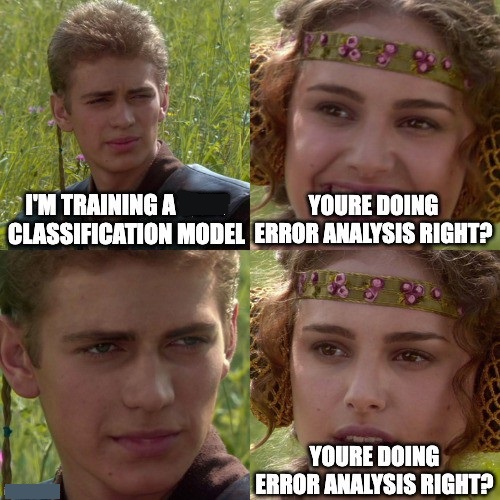 I'M TRAINING A
CLASSIFICATION MODEL
YOURE DOING
ERROR ANALYSIS RIGHT?
YOURE DOING
ERROR ANALYSIS RIGHT?